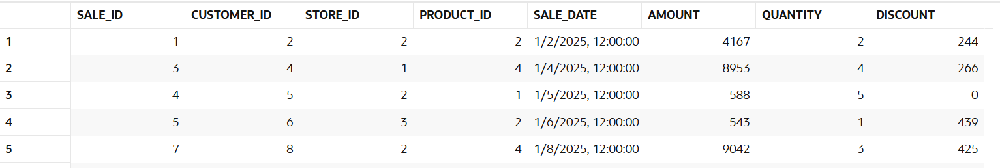 SALE_ID CUSTOMER_ID STORE_ID PRODUCT_ID SALE_DATE AMOUNT QUANTITY DISCOUNT
1 1 2 2 2 1/2/2025, 12:00:00 4167 2 244
2 3 4 1 4 1/4/2025, 12:00:00 8953 4 266
3 4 5 2 1 1/5/2025, 12:00:00 588 5 0
4 5 6 3 2 1/6/2025, 12:00:00 543 1 439
5 7 8 2 4 1/8/2025, 12:00:00 9042 3 425